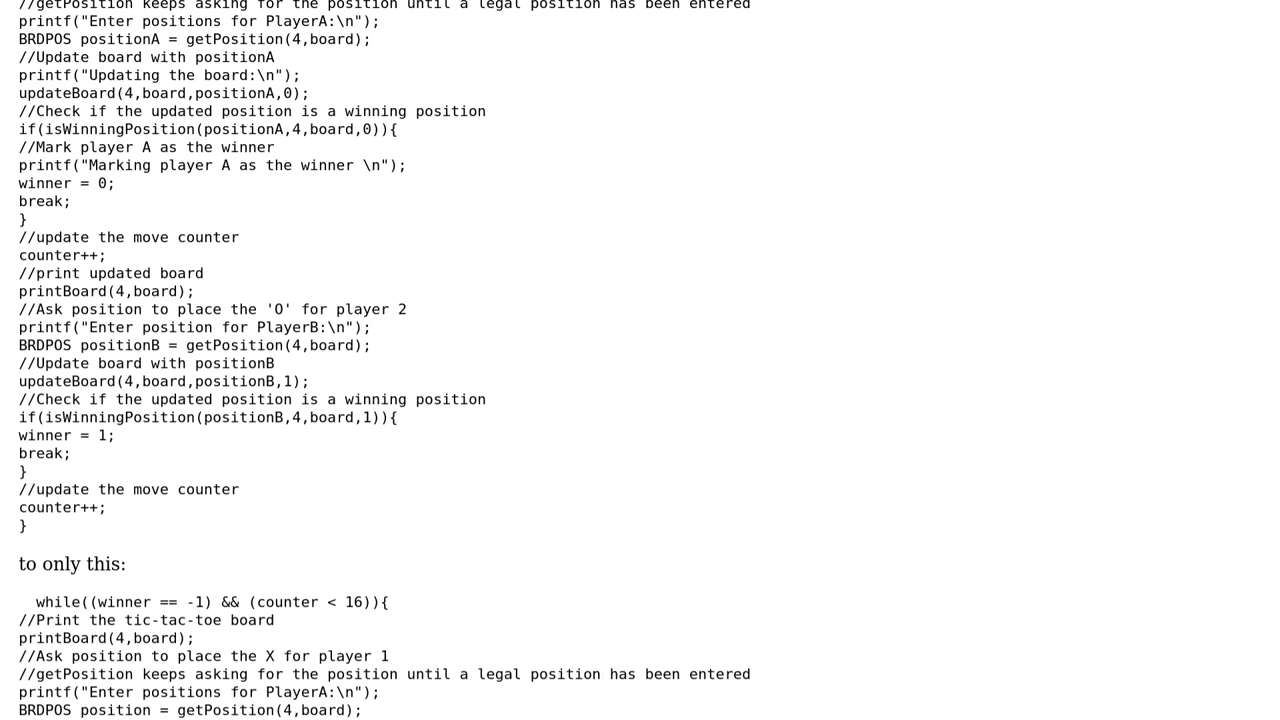 //getPosition keeps asking for the position until a legal position has been entered
printf("Enter positions for PlayerA:\n");
BRDPOS positionA = getPosition(4,board);
//Update board with positionA
printf("Updating the board:\n");
updateBoard(4,board,positionA,0);
//Check if the updated position is a winning position
if(isWinningPosition(positionA,4,board,0)){
//Mark player A as the winner
printf("Marking player A as the winner \n");
winner = 0;
break;
}
//update the move counter
counter++;
//print updated board
printBoard(4,board);
//Ask position to place the 'O' for player 2
printf("Enter position for PlayerB:\n");
BRDPOS positionB = getPosition(4,board);
//Update board with positionB
updateBoard(4,board,positionB,1);
//Check if the updated position is a winning position
if(isWinningPosition(positionB,4,board,1)){
winner = 1;
break;
}
//update the move counter
counter++;
}
to only this:
while((winner == -1) && (counter < 16)){
//Print the tic-tac-toe board
printBoard(4,board);
//Ask position to place the X for player 1
//getPosition keeps asking for the position until a legal position has been entered
printf("Enter positions for PlayerA:\n");
BRDPOS position = getPosition(4,board);